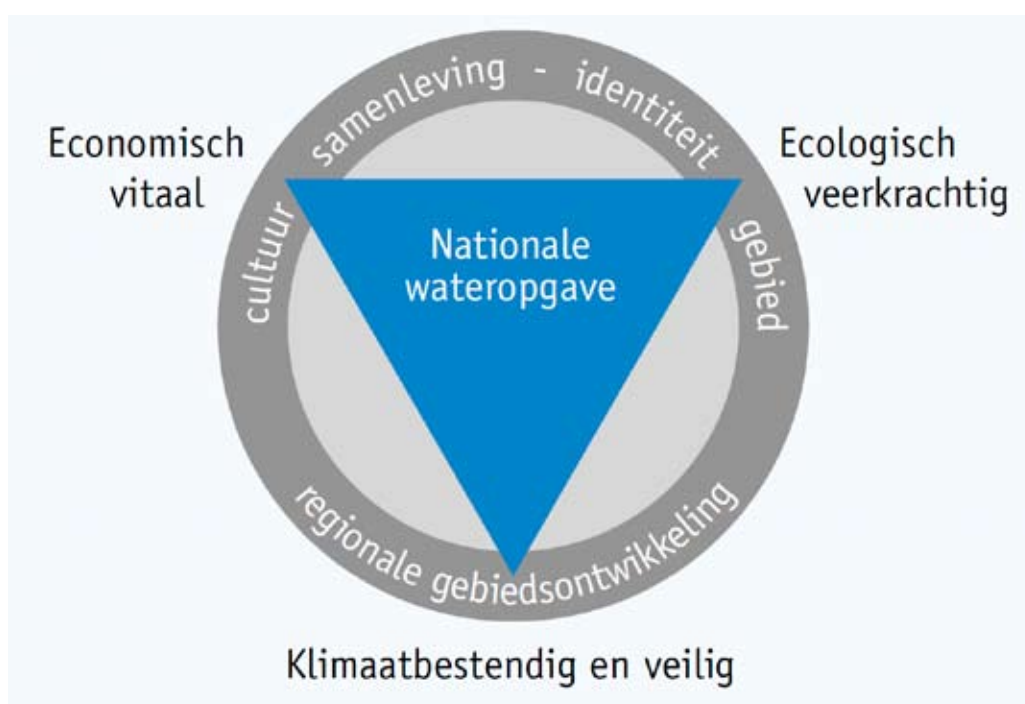 cultuur samenleving - identiteit gebied
Economisch
vitaal
Ecologisch
veerkrachtig
Nationale
wateropgave
regionale gebiedsontwikkeling
Klimaatbestendig en veilig